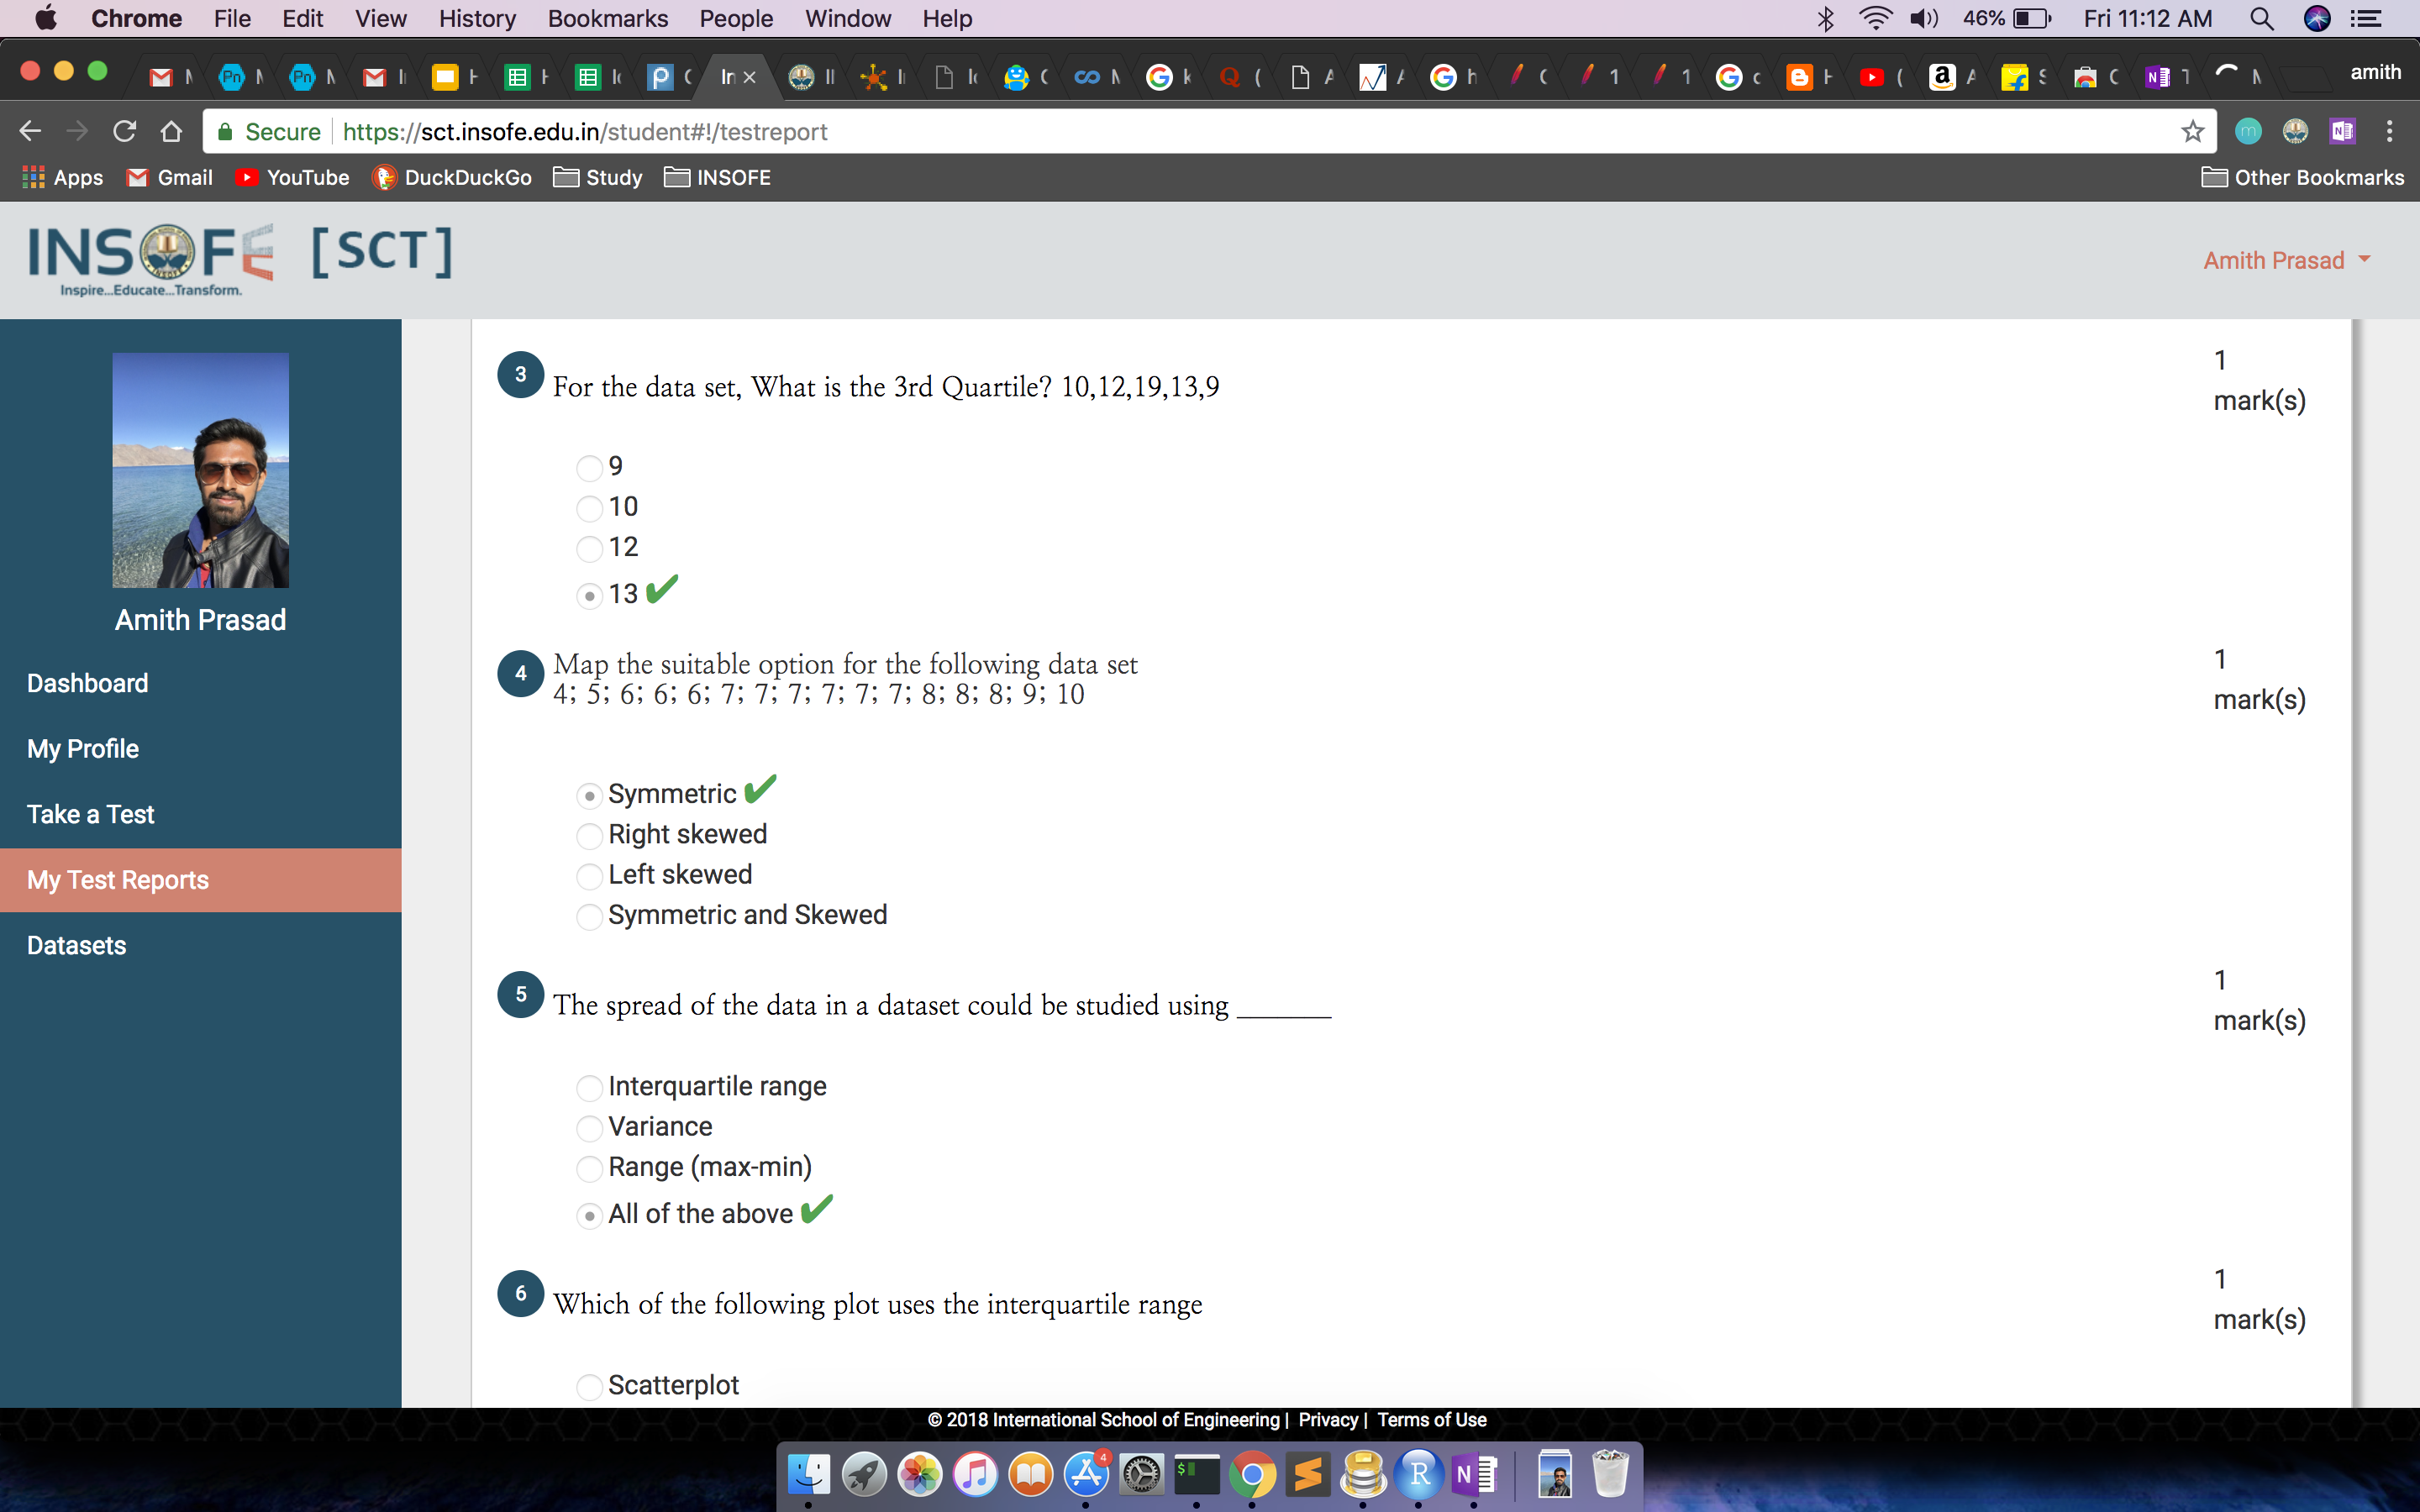 Chrome File Edit View History Bookmarks People Window Help 46% Fri 11:12 AM
In amith
Secure https://sct.insofe.edu.in/student#!/testreport
Apps Gmail YouTube DuckDuckGo Study INSOFE Other Bookmarks
INSOFE [SCT]
Inspire...Educate...Transform.
Amith Prasad
Amith Prasad
Dashboard
My Profile
Take a Test
My Test Reports
Datasets
3 For the data set, What is the 3rd Quartile? 10,12,19,13,9
1
mark(s)
9
10
12
13
4 Map the suitable option for the following data set
4; 5; 6; 6; 6; 7; 7; 7; 7; 7; 7; 8; 8; 8; 9; 10
1
mark(s)
Symmetric
Right skewed
Left skewed
Symmetric and Skewed
5 The spread of the data in a dataset could be studied using _______
1
mark(s)
Interquartile range
Variance
Range (max-min)
All of the above
6 Which of the following plot uses the interquartile range
1
mark(s)
Scatterplot
© 2018 International School of Engineering | Privacy | Terms of Use
4